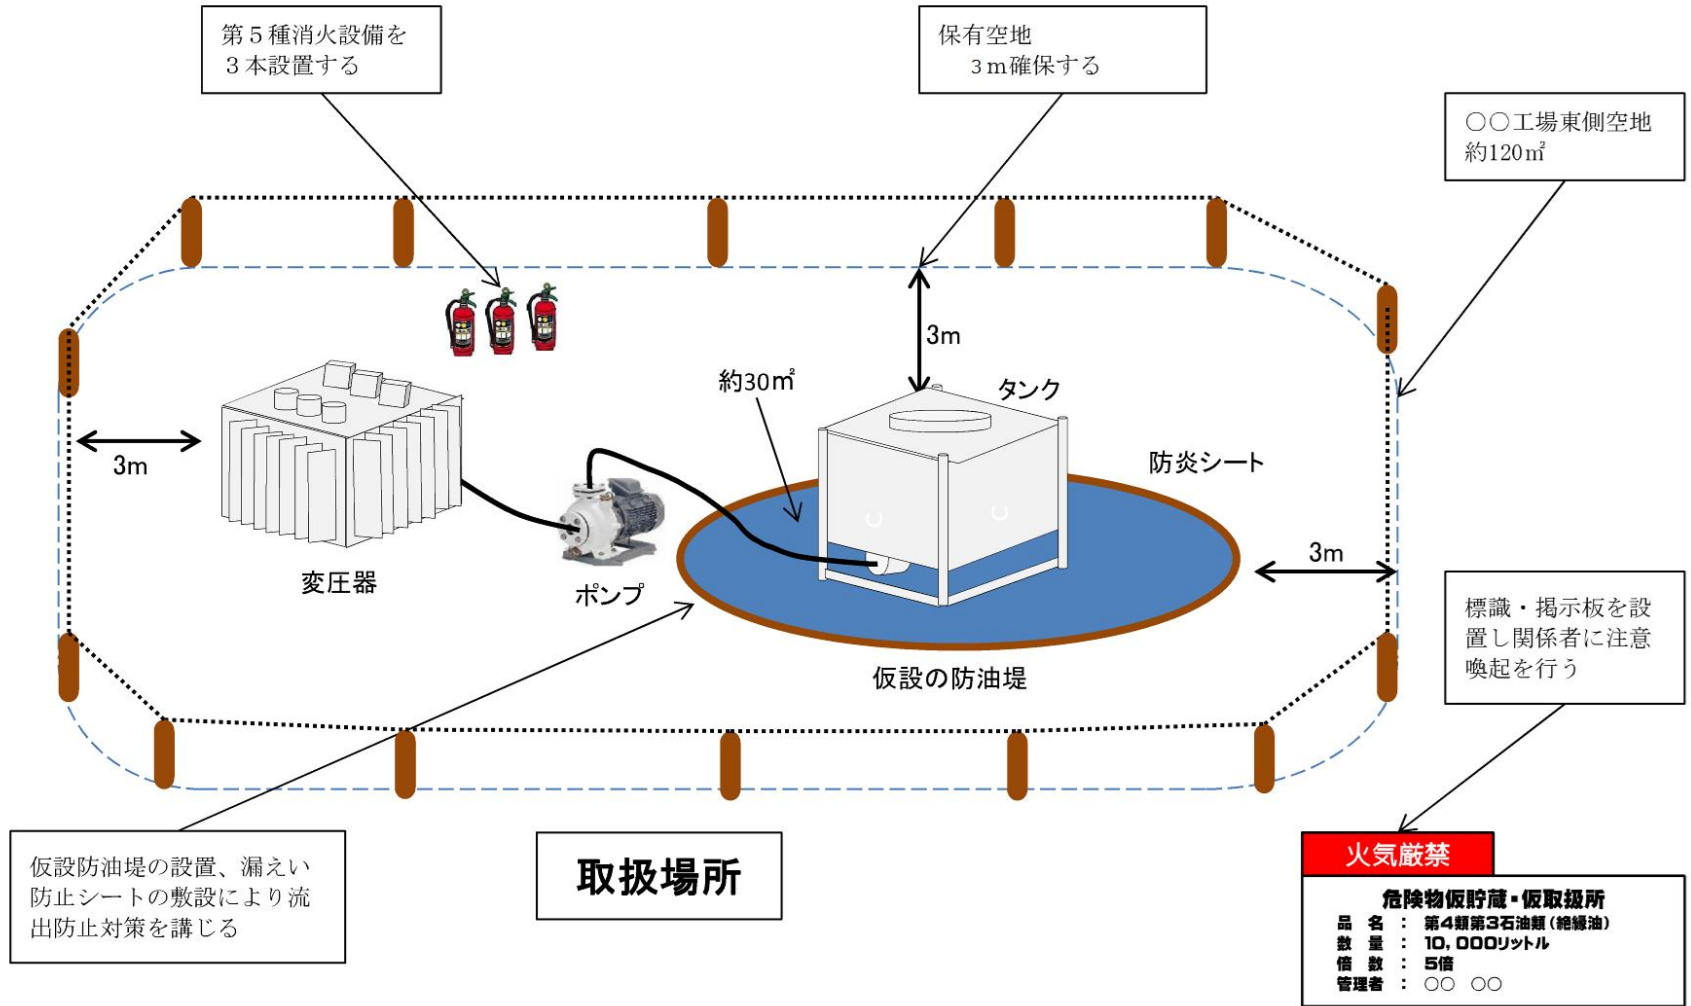 第５種消火設備を
３本設置する
保有空地
３ｍ確保する
○○工場東側空地
約120㎡
3m
約30㎡
タンク
防炎シート
3m
3m
変圧器
ポンプ
仮設の防油堤
標識・掲示板を設
置し関係者に注意
喚起を行う
仮設防油堤の設置、漏えい
防止シートの敷設により流
出防止対策を講じる
取扱場所
火気厳禁
危険物仮貯蔵・仮取扱所
品　名　：　第4類第3石油類（絶縁油）
数　量　：　10，000リットル
倍　数　：　5倍
管理者　：　○○　○○